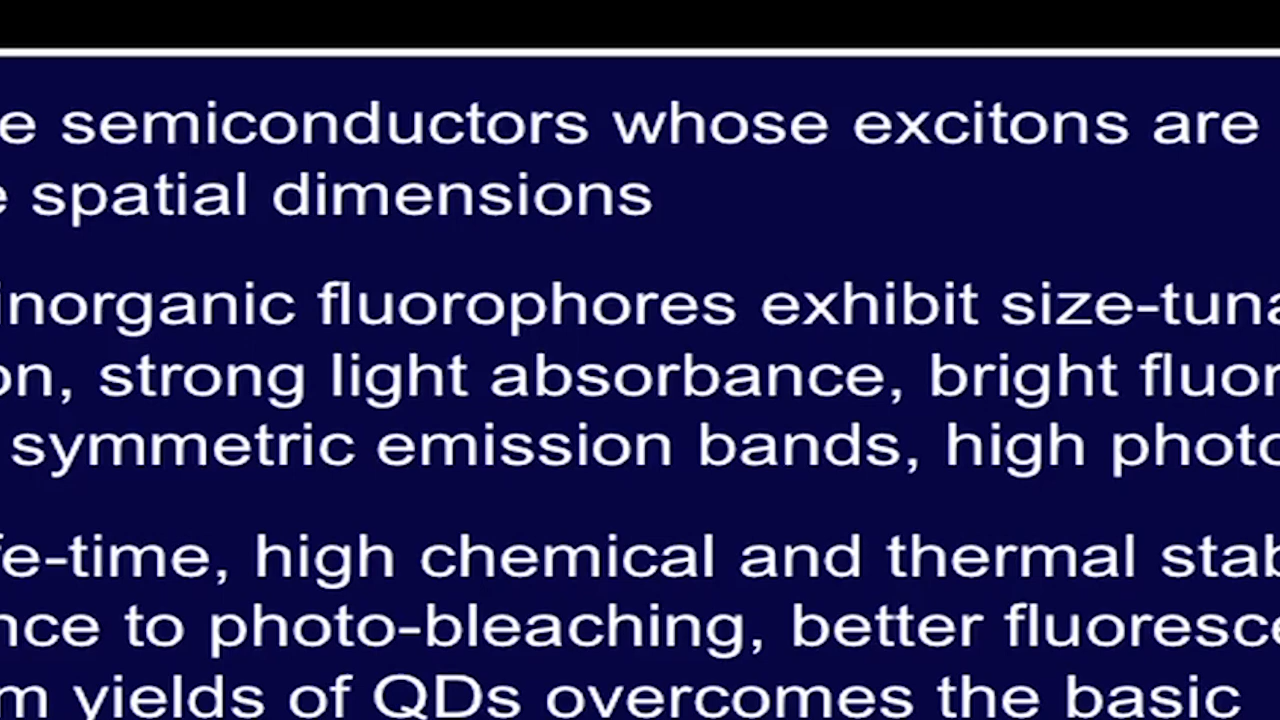 e semiconductors whose excitons are
e spatial dimensions
inorganic fluorophores exhibit size-tuna
on, strong light absorbance, bright fluor
symmetric emission bands, high photo
fe-time, high chemical and thermal stab
nce to photo-bleaching, better fluoresce
m yields of QDs overcomes the basic